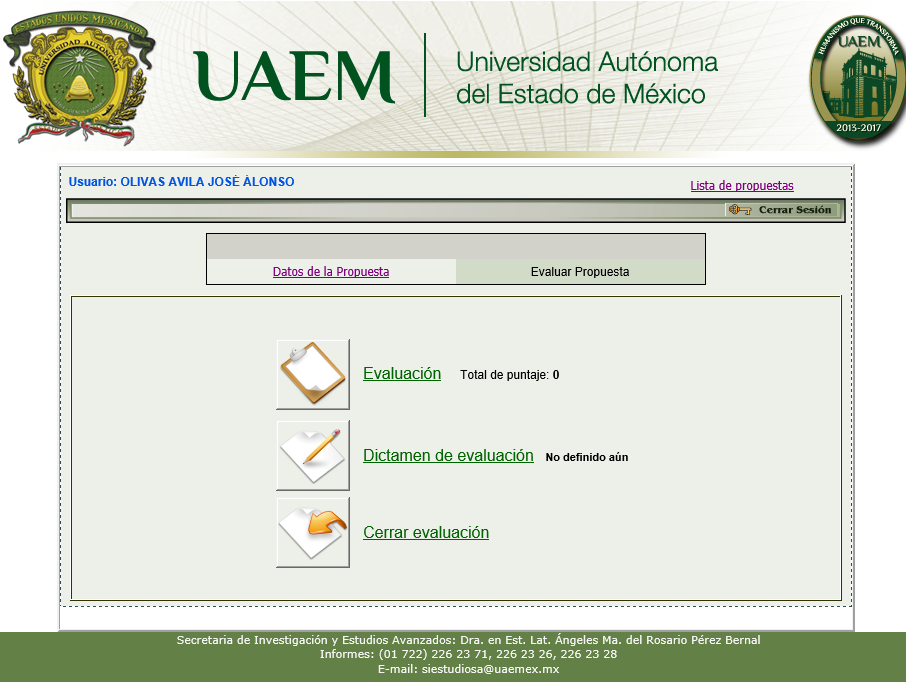 ESTADOS UNIDOS MEXICANOS
UNIVERSIDAD AUTONOMA
UAEM
Universidad Autónoma
del Estado de México
HUMANISMO QUE TRANSFORMA
UAEM
2013-2017
Usuario: OLIVAS AVILA JOSÉ ÁLONSO
Lista de propuestas
Cerrar Sesión
Datos de la Propuesta
Evaluar Propuesta
Evaluación Total de puntaje: 0
Dictamen de evaluación No definido aún
Cerrar evaluación
Secretaria de Investigación y Estudios Avanzados: Dra. en Est. Lat. Ángeles Ma. del Rosario Pérez Bernal
Informes: (01 722) 226 23 71, 226 23 26, 226 23 28
E-mail: siestudiosa@uaemex.mx